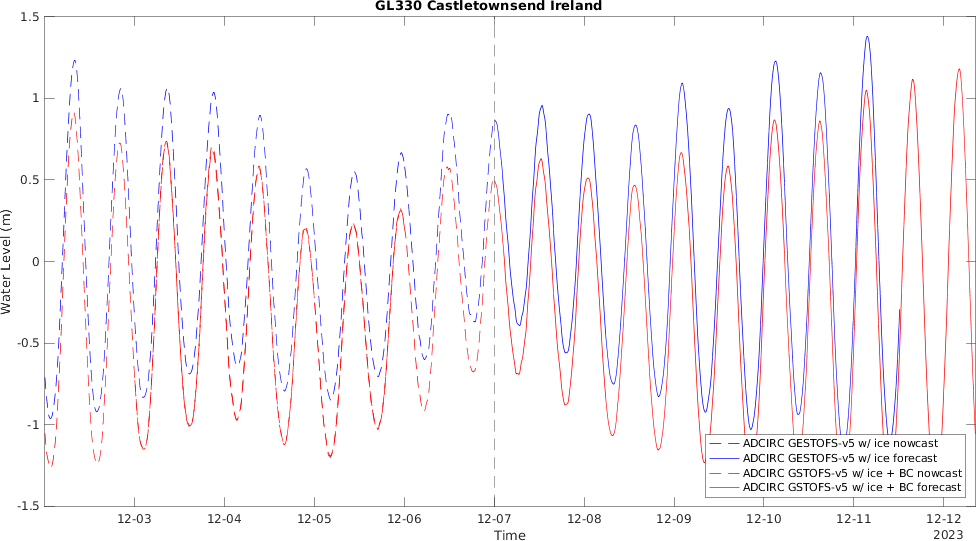 GL330 Castletownsend Ireland
1.5
1
0.5
0
-0.5
-1
-1.5
Water Level (m)
ADCIRC GESTOFS-v5 w/ ice nowcast
ADCIRC GESTOFS-v5 w/ ice forecast
ADCIRC GSTOFS-v5 w/ ice + BC nowcast
ADCIRC GSTOFS-v5 w/ ice + BC forecast
12-03 12-04 12-05 12-06 12-07 12-08 12-09 12-10 12-11 12-12
Time
2023